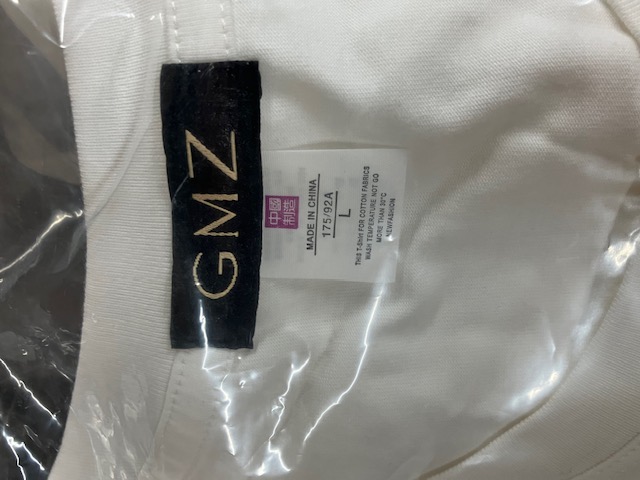 GMZ
中國
制造
MADE IN CHINA
175/92A
L
THIS T-Shirt FOR COTTON FABRICS
WASH TEMPERATURE NOT GO
MORE THAN 30°C
NEWFASHION